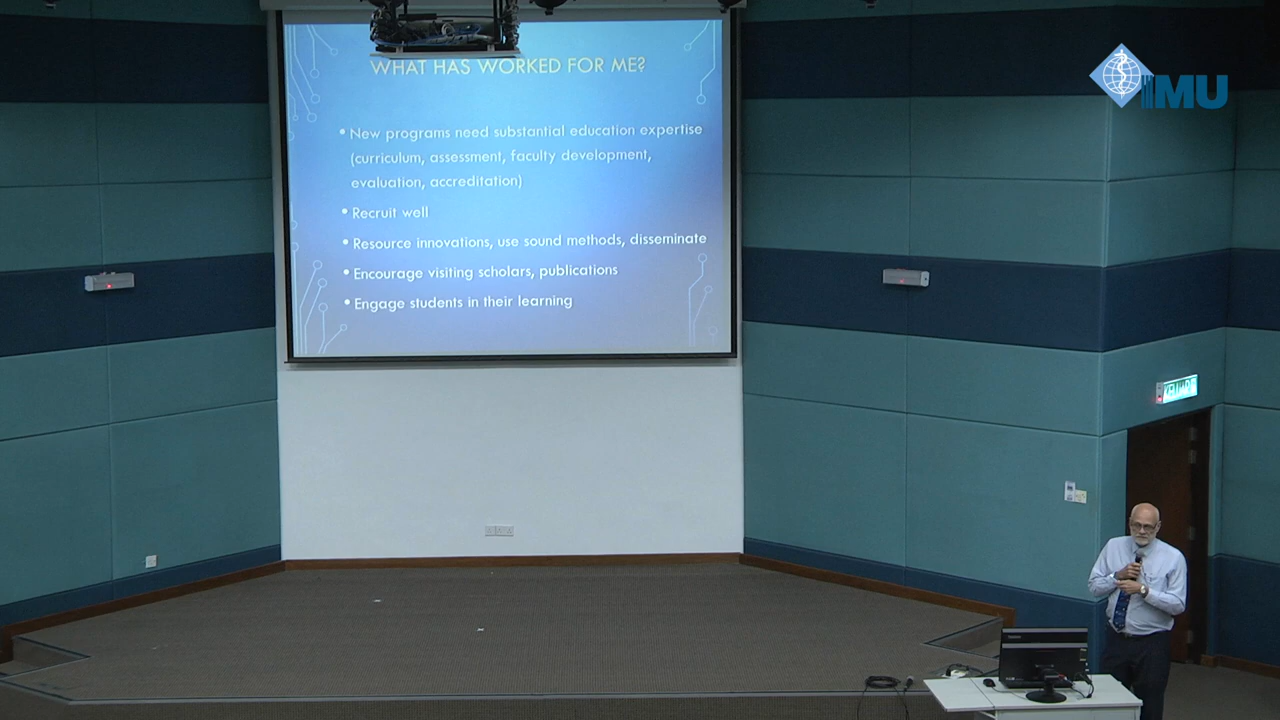 WHAT HAS WORKED FOR ME?
• New programs need substantial education expertise
(curriculum, assessment, faculty development,
evaluation, accreditation)
• Recruit well
• Resource innovations, use sound methods, disseminate
• Encourage visiting scholars, publications
• Engage students in their learning
IMU
KELUAR